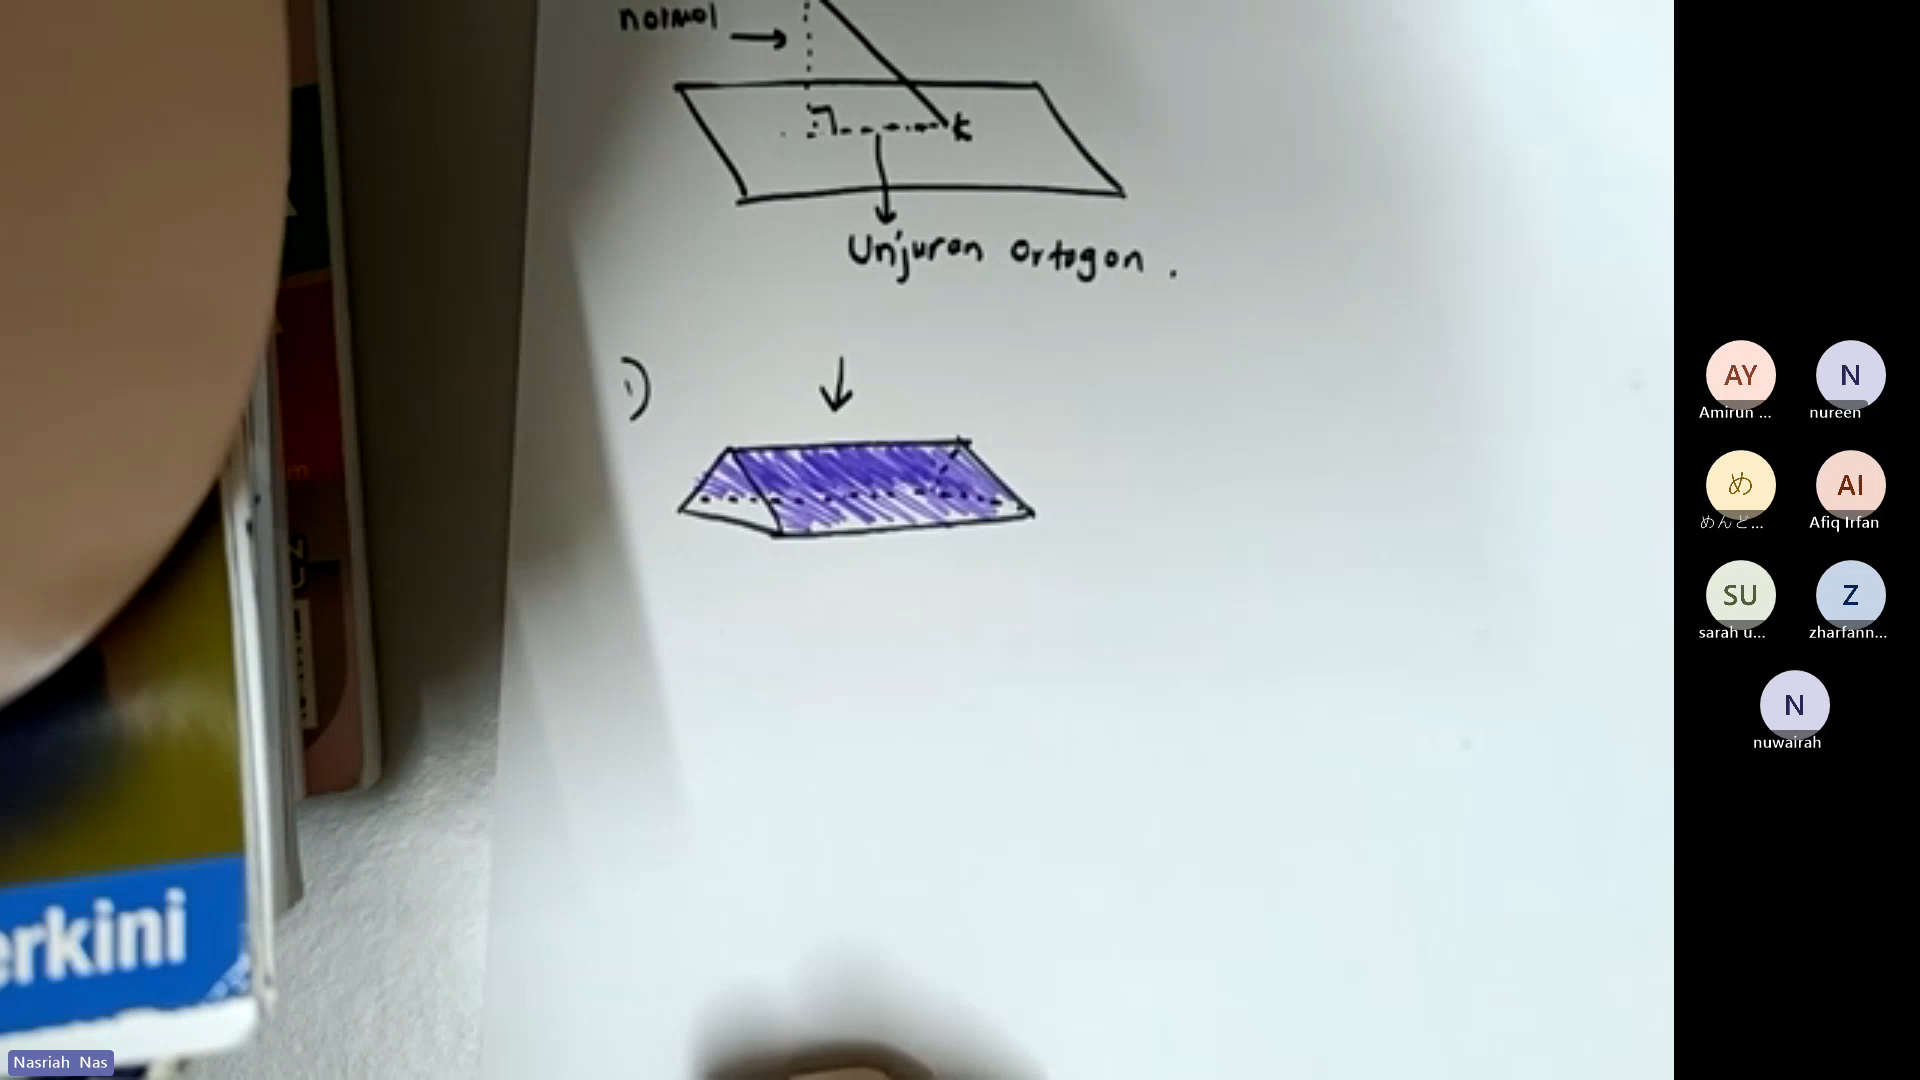 normal
k
Unjuran ortogon.
i)
erkini
AY
N
Amirun ...
nureen
め
AI
めんど...
Afiq Irfan
SU
Z
sarah u...
zharfann...
N
nuwairah
Nasriah Nas